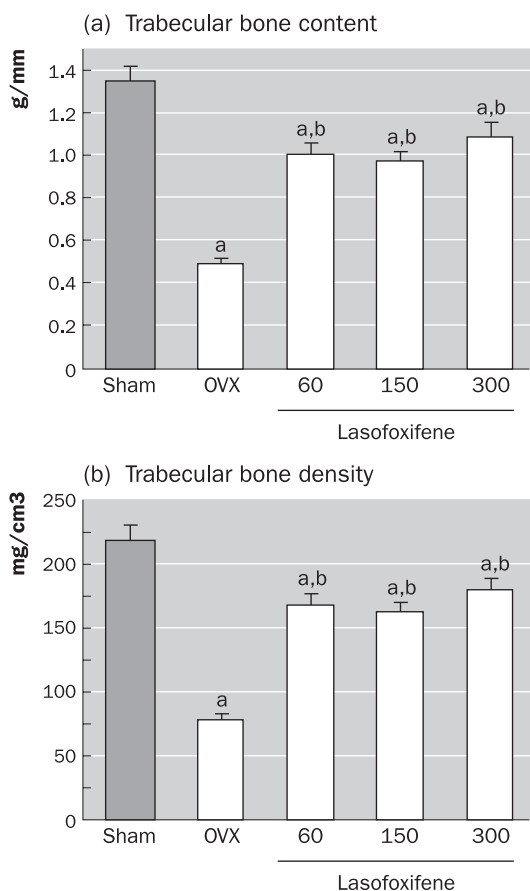 (a) Trabecular bone content
g/mm
1.4
1.2
1.0
0.8
0.6
0.4
0.2
0
a
a,b
a,b
a,b
Sham OVX 60 150 300
Lasofoxifene
(b) Trabecular bone density
mg/cm3
250
200
150
100
50
0
a
a,b
a,b
a,b
Sham OVX 60 150 300
Lasofoxifene